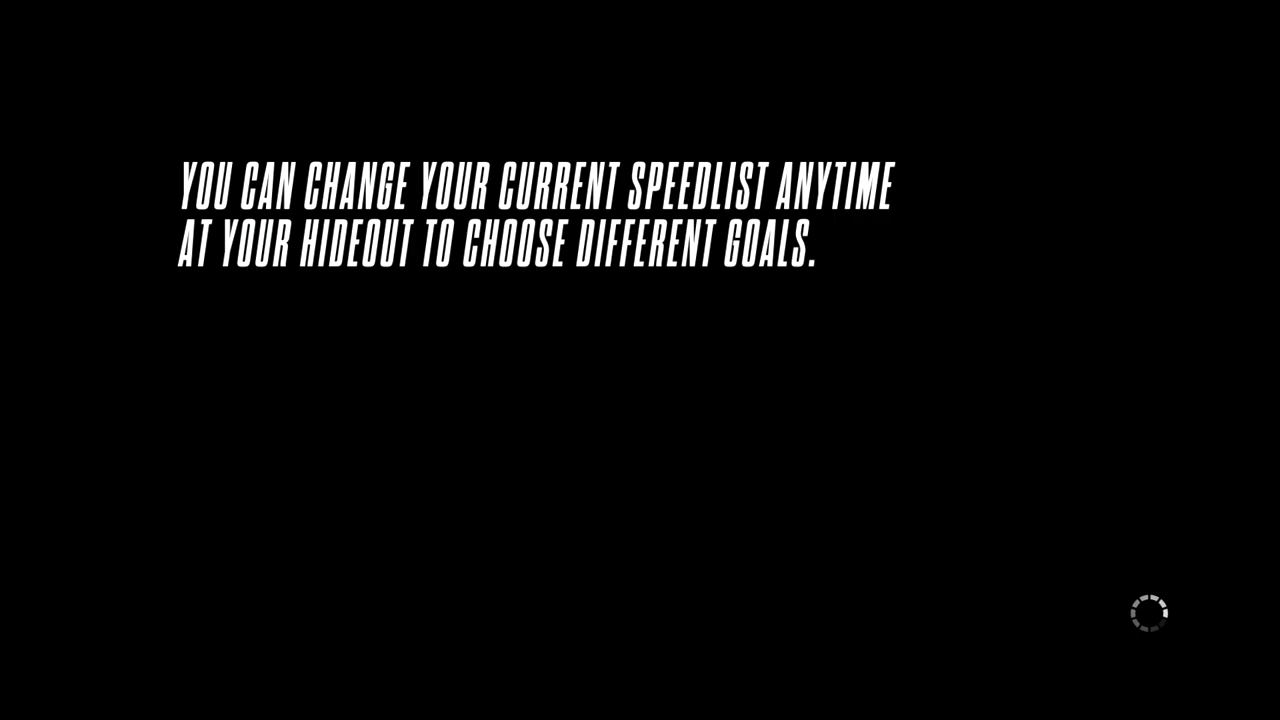 YOU CAN CHANGE YOUR CURRENT SPEEDLIST ANYTIME
AT YOUR HIDEOUT TO CHOOSE DIFFERENT GOALS.